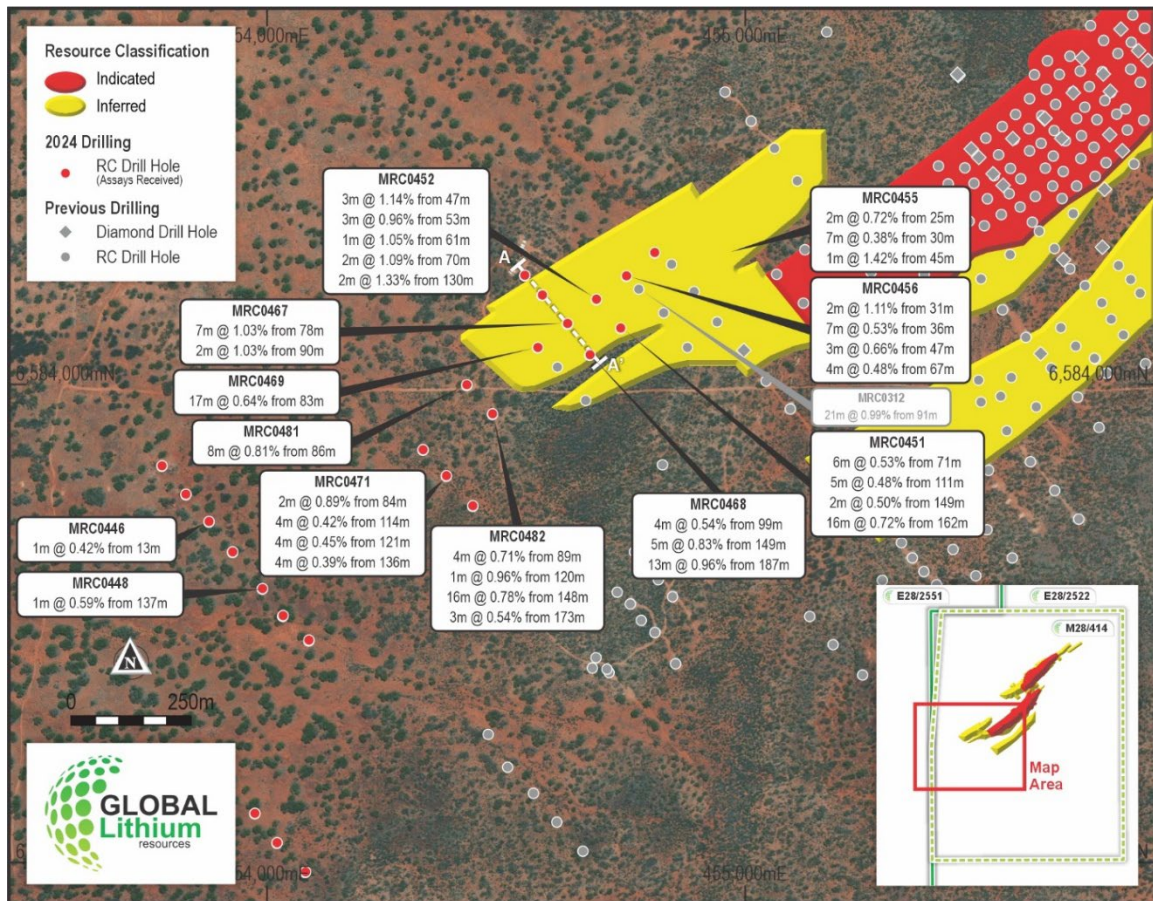 Resource Classification
Indicated
Inferred
2024 Drilling
RC Drill Hole
(Assays Received)
Previous Drilling
Diamond Drill Hole
RC Drill Hole
54,000mE
455,000mE
MRC0452
3m @ 1.14% from 47m
3m @ 0.96% from 53m
1m @ 1.05% from 61m
2m @ 1.09% from 70m
2m @ 1.33% from 130m
MRC0455
2m @ 0.72% from 25m
7m @ 0.38% from 30m
1m @ 1.42% from 45m
A
A'
MRC0456
2m @ 1.11% from 31m
7m @ 0.53% from 36m
3m @ 0.66% from 47m
4m @ 0.48% from 67m
MRC0467
7m @ 1.03% from 78m
2m @ 1.03% from 90m
6,584,000mN
6,584,000mN
MRC0469
17m @ 0.64% from 83m
MRC0312
21m @ 0.99% from 91m
MRC0481
8m @ 0.81% from 86m
MRC0451
6m @ 0.53% from 71m
5m @ 0.48% from 111m
2m @ 0.50% from 149m
16m @ 0.72% from 162m
MRC0471
2m @ 0.89% from 84m
4m @ 0.42% from 114m
4m @ 0.45% from 121m
4m @ 0.39% from 136m
MRC0468
4m @ 0.54% from 99m
5m @ 0.83% from 149m
13m @ 0.96% from 187m
MRC0446
1m @ 0.42% from 13m
MRC0482
4m @ 0.71% from 89m
1m @ 0.96% from 120m
16m @ 0.78% from 148m
3m @ 0.54% from 173m
MRC0448
1m @ 0.59% from 137m
N
0 250m
E28/2551
E28/2522
M28/414
Map
Area
GLOBAL
Lithium
resources
54,000mE
455,000mE